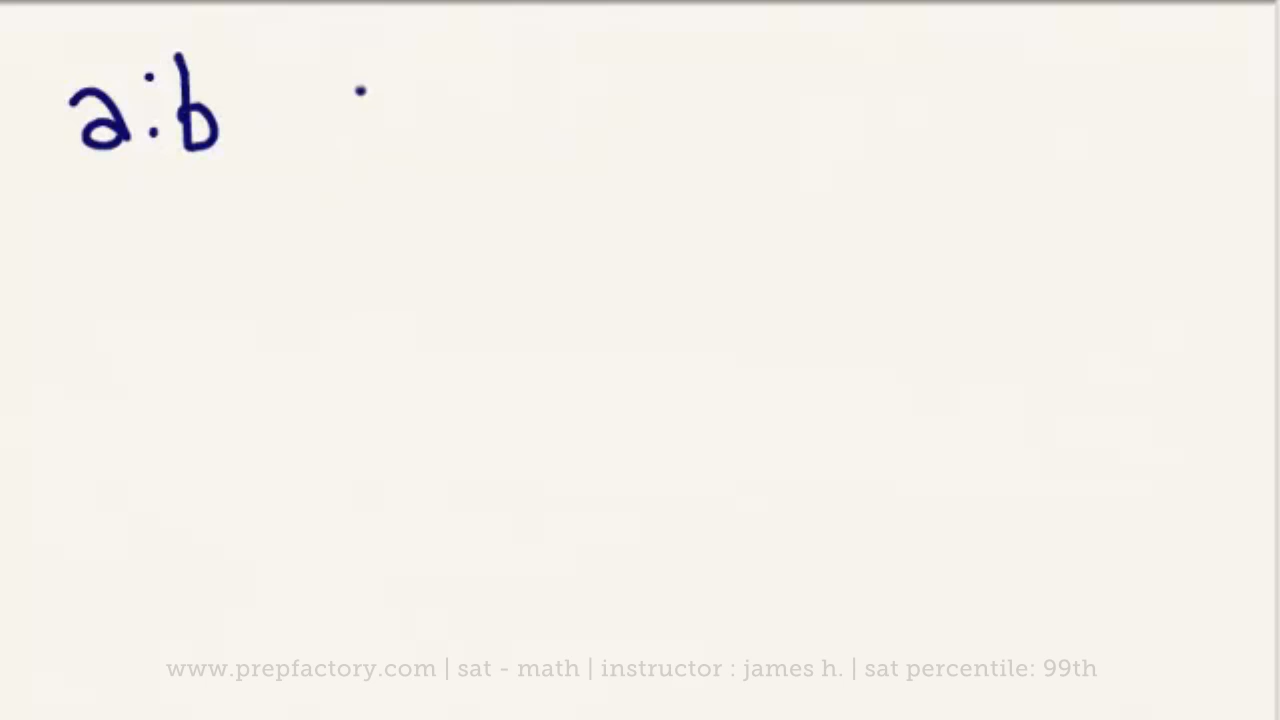 a:b
www.prepfactory.com | sat - math | instructor : james h. | sat percentile: 99th